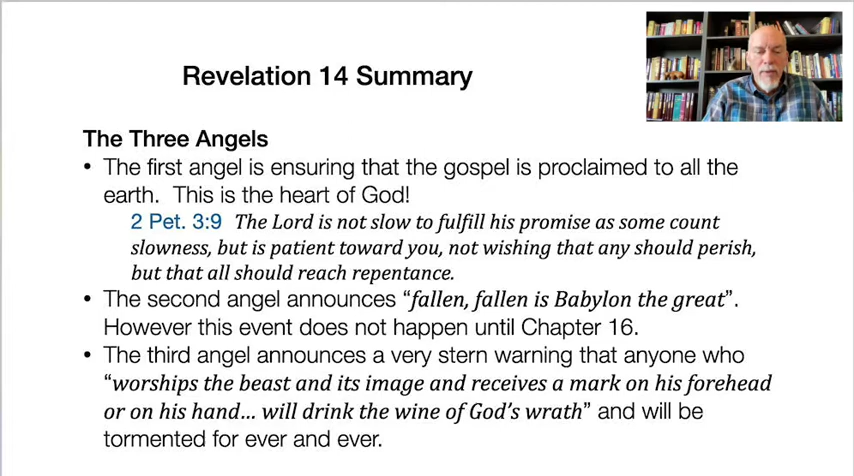 Revelation 14 Summary
The Three Angels
• The first angel is ensuring that the gospel is proclaimed to all the
earth.  This is the heart of God!
2 Pet. 3:9  The Lord is not slow to fulfill his promise as some count
slowness, but is patient toward you, not wishing that any should perish,
but that all should reach repentance.
• The second angel announces “fallen, fallen is Babylon the great”.
However this event does not happen until Chapter 16.
• The third angel announces a very stern warning that anyone who
“worships the beast and its image and receives a mark on his forehead
or on his hand… will drink the wine of God’s wrath” and will be
tormented for ever and ever.